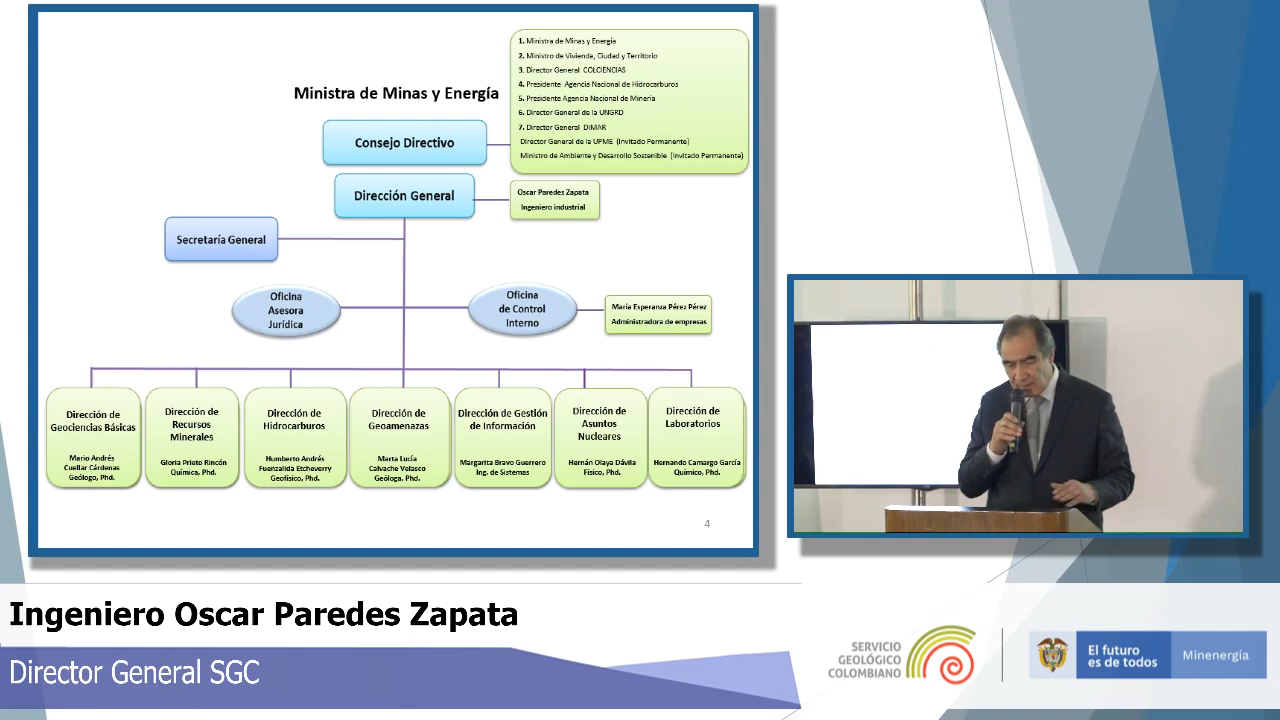 1. Ministra de Minas y Energía
2. Ministro de Vivienda, Ciudad y Territorio
3. Director General COLCIENCIAS
4. Presidente Agencia Nacional de Hidrocarburos
5. Presidente Agencia Nacional de Minería
6. Director General de la UNGRD
7. Director General DIMAR
Director General de la UPME (Invitado Permanente)
Ministro de Ambiente y Desarrollo Sostenible (Invitado Permanente)
Ministra de Minas y Energía
Consejo Directivo
Dirección General
Oscar Paredes Zapata
Ingeniero industrial
Secretaría General
Oficina
Asesora
Jurídica
Oficina
de Control
Interno
María Esperanza Pérez Pérez
Administradora de empresas
Dirección de
Geociencias Básicas
Mario Andrés
Cuellar Cárdenas
Geólogo, Phd.
Dirección de
Recursos
Minerales
Gloria Prieto Rincón
Química, Phd.
Dirección de
Hidrocarburos
Humberto Andrés
Fuenzalida Etcheverry
Geofísico, Phd.
Dirección de
Geoamenazas
Marta Lucía
Calvache Velasco
Geóloga, Phd.
Dirección de Gestión
de Información
Margarita Bravo Guerrero
Ing. de Sistemas
Dirección de
Asuntos
Nucleares
Hernán Olaya Dávila
Físico, Phd.
Dirección de
Laboratorios
Hernando Camargo García
Químico, Phd.
4
Ingeniero Oscar Paredes Zapata
Director General SGC
SERVICIO
GEOLÓGICO
COLOMBIANO
El futuro
es de todos
Minenergía